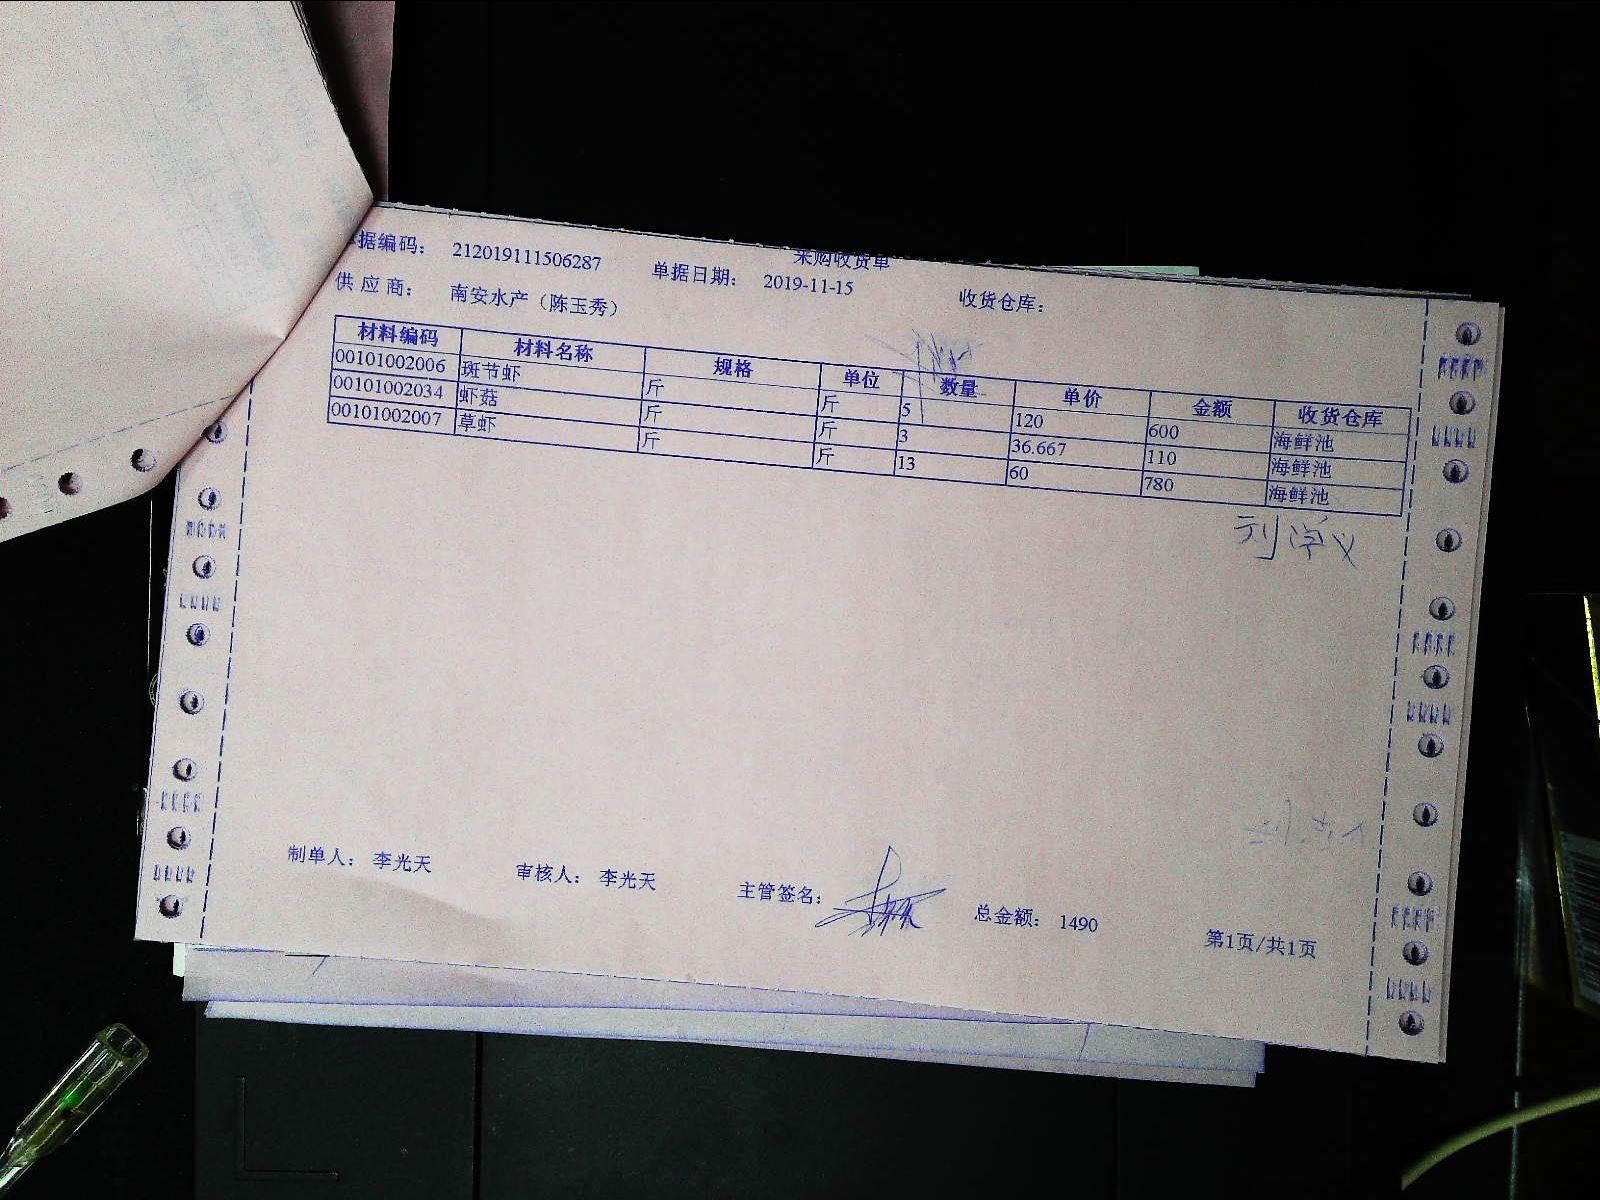 采购收货单
单据编码： 212019111506287 单据日期： 2019-11-15 收货仓库：
供 应 商： 南安水产（陈玉秀）
材料编码 材料名称 规格 单位 数量 单价 金额 收货仓库
00101002006 斑节虾 斤 斤 5 120 600 海鲜池
00101002034 虾菇 斤 斤 3 36.667 110 海鲜池
00101002007 草虾 斤 斤 13 60 780 海鲜池
刘学义
制单人： 李光天 审核人： 李光天 主管签名： 总金额： 1490 第1页/共1页